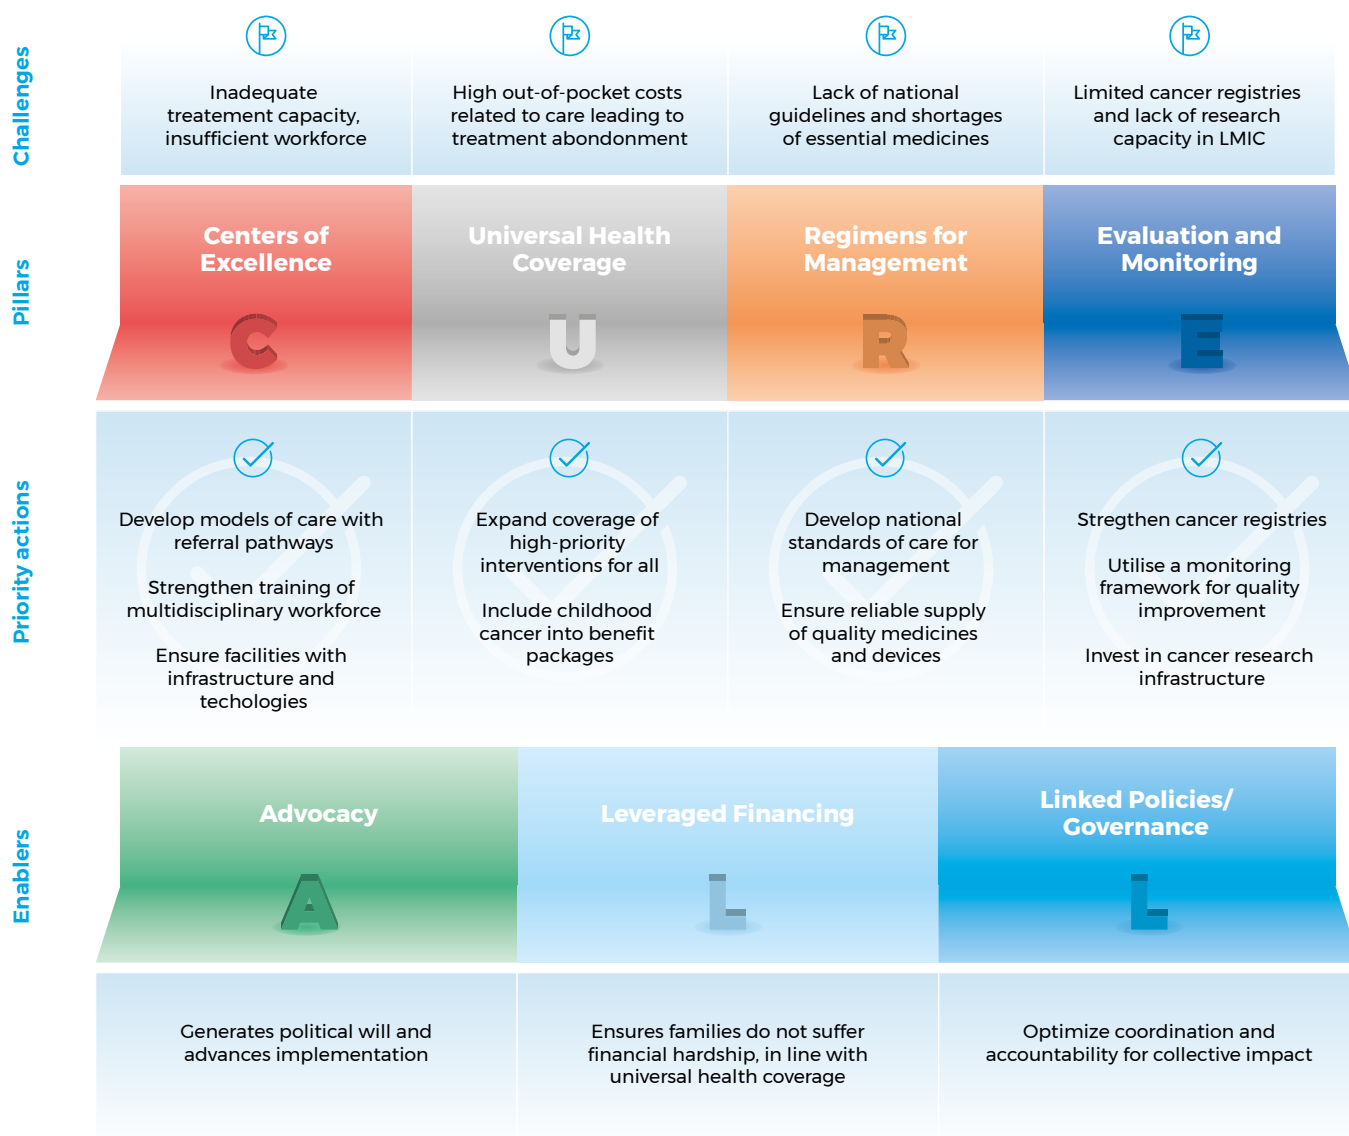 Challenges
Inadequate
treatement capacity,
insufficient workforce
High out-of-pocket costs
related to care leading to
treatment abondonment
Lack of national
guidelines and shortages
of essential medicines
Limited cancer registries
and lack of research
capacity in LMIC
Pillars
Centers of
Excellence
C
Universal Health
Coverage
U
Regimens for
Management
R
Evaluation and
Monitoring
E
Priority actions
Develop models of care with
referral pathways
Strengthen training of
multidisciplinary workforce
Ensure facilities with
infrastructure and
techologies
Expand coverage of
high-priority
interventions for all
Include childhood
cancer into benefit
packages
Develop national
standards of care for
management
Ensure reliable supply
of quality medicines
and devices
Stregthen cancer registries
Utilise a monitoring
framework for quality
improvement
Invest in cancer research
infrastructure
Enablers
Advocacy
A
Leveraged Financing
L
Linked Policies/
Governance
L
Generates political will and
advances implementation
Ensures families do not suffer
financial hardship, in line with
universal health coverage
Optimize coordination and
accountability for collective impact